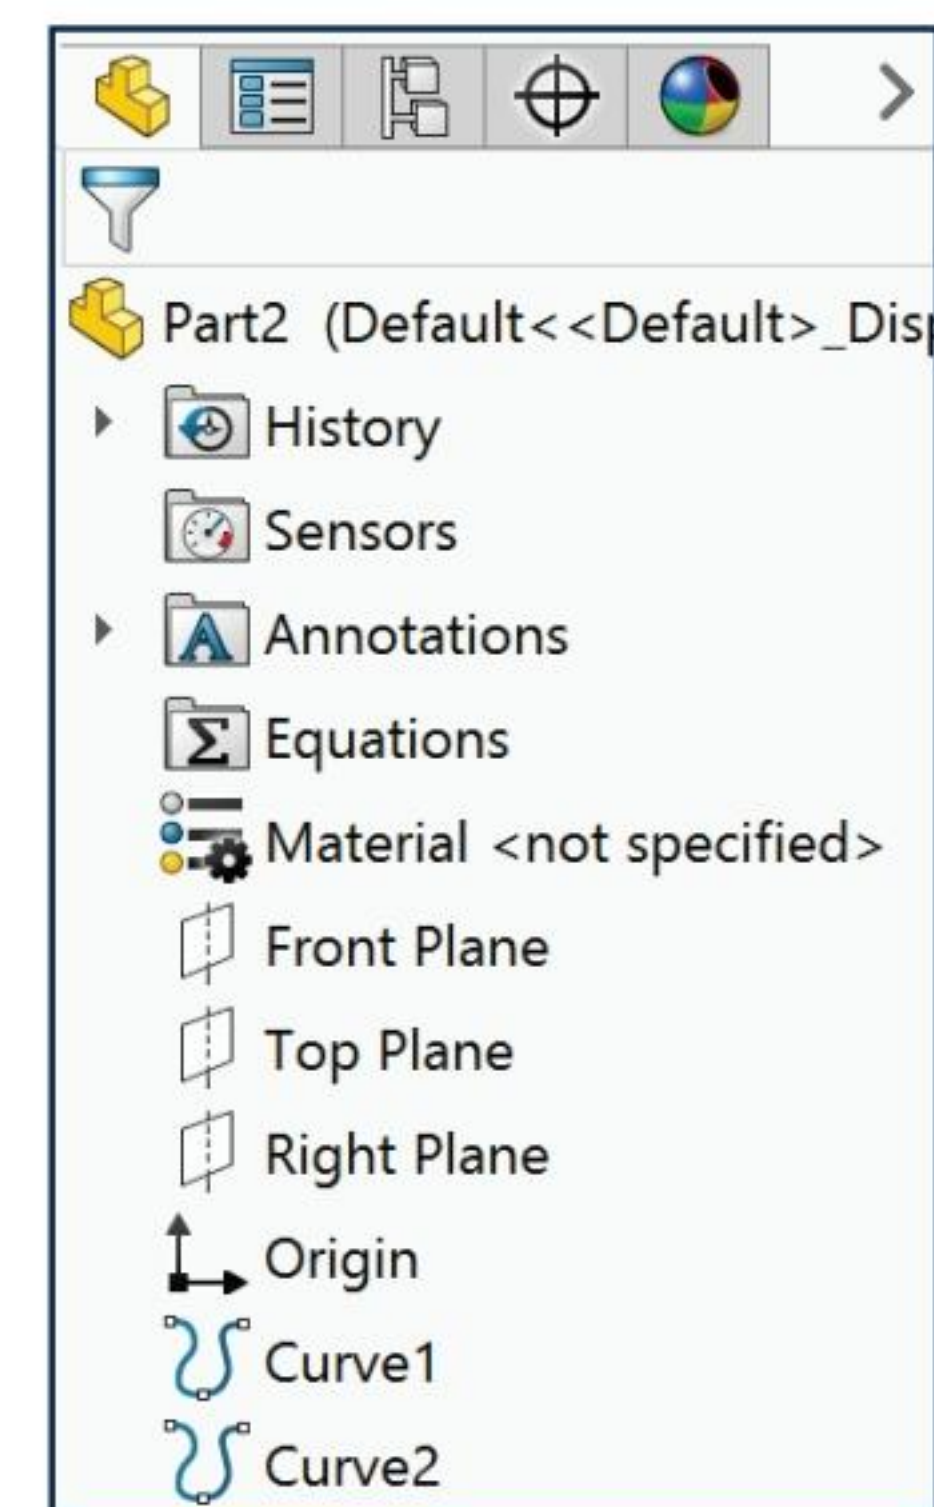 Part2 (Default<<Default>_Disp
History
Sensors
A Annotations
Σ Equations
Material <not specified>
Front Plane
Top Plane
Right Plane
Origin
Curve1
Curve2